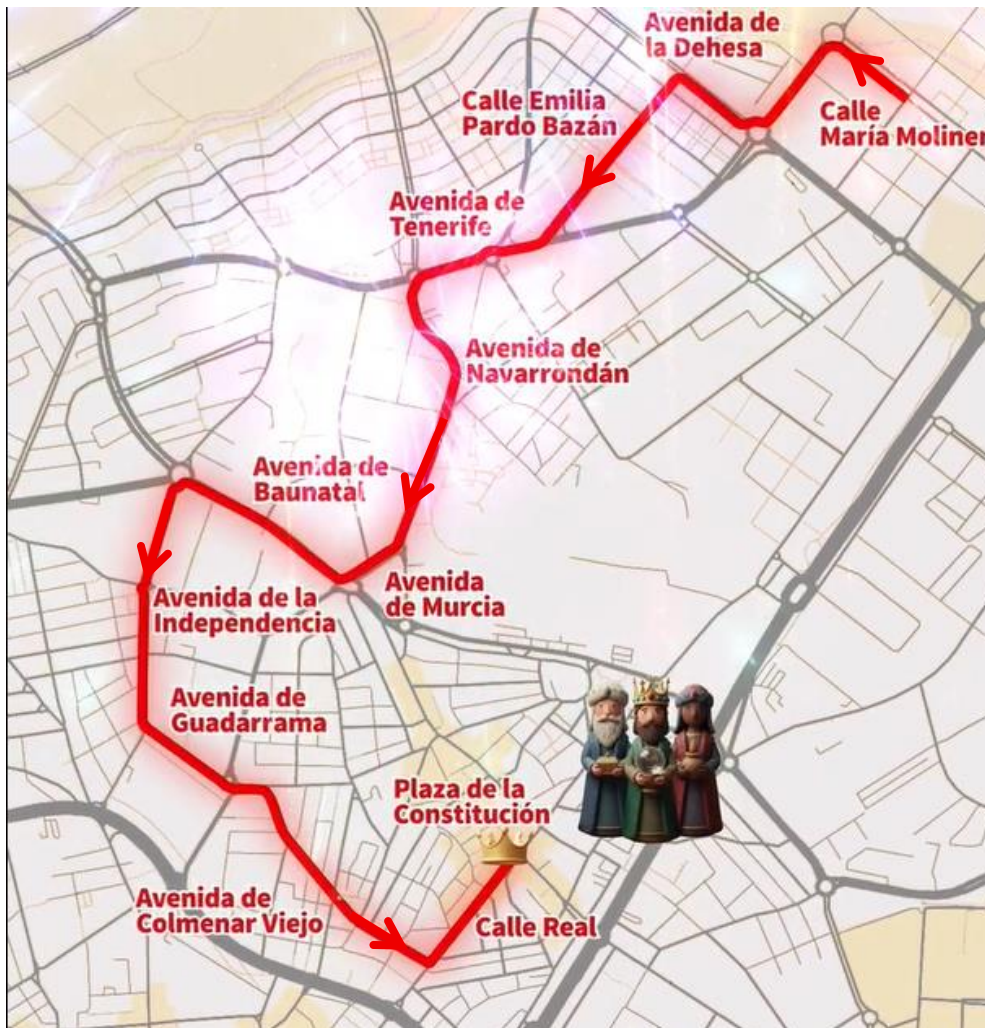 Avenida de
la Dehesa
Calle
María Moliner
Calle Emilia
Pardo Bazán
Avenida de
Tenerife
Avenida de
Navarrondán
Avenida de
Baunatal
Avenida
de Murcia
Avenida de la
Independencia
Avenida de
Guadarrama
Plaza de la
Constitución
Avenida de
Colmenar Viejo
Calle Real